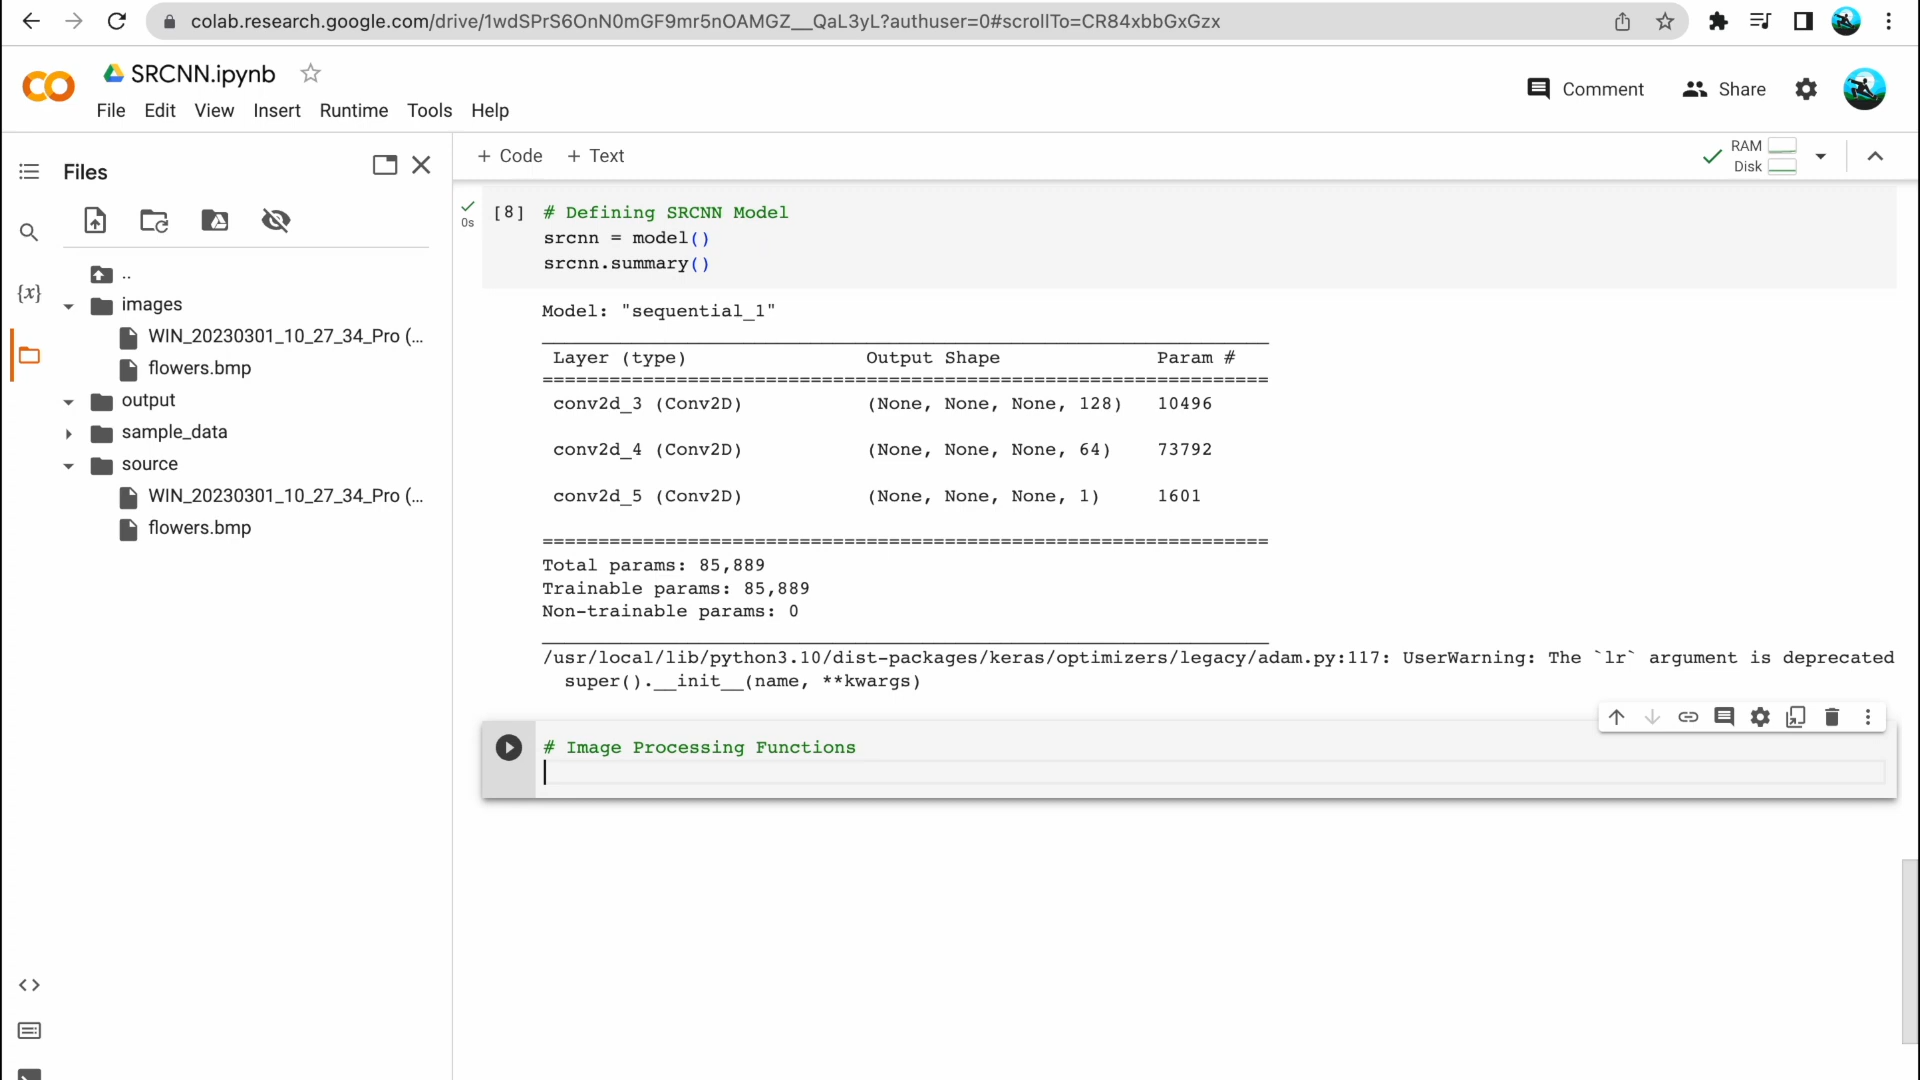 colab.research.google.com/drive/1wdSPrS6OnN0mGF9mr5nOAMGZ__QaL3yL?authuser=0#scrollTo=CR84xbbGxGzx
SRCNN.ipynb
File Edit View Insert Runtime Tools Help
Comment Share
Files
+ Code + Text
RAM
Disk
{x}
..
images
WIN_20230301_10_27_34_Pro (...
flowers.bmp
output
sample_data
source
WIN_20230301_10_27_34_Pro (...
flowers.bmp
0s
[8] # Defining SRCNN Model
srcnn = model()
srcnn.summary()
Model: "sequential_1"
Layer (type) Output Shape Param #
=================================================================
conv2d_3 (Conv2D) (None, None, None, 128) 10496
conv2d_4 (Conv2D) (None, None, None, 64) 73792
conv2d_5 (Conv2D) (None, None, None, 1) 1601
=================================================================
Total params: 85,889
Trainable params: 85,889
Non-trainable params: 0
/usr/local/lib/python3.10/dist-packages/keras/optimizers/legacy/adam.py:117: UserWarning: The `lr` argument is deprecated
super().__init__(name, **kwargs)
# Image Processing Functions